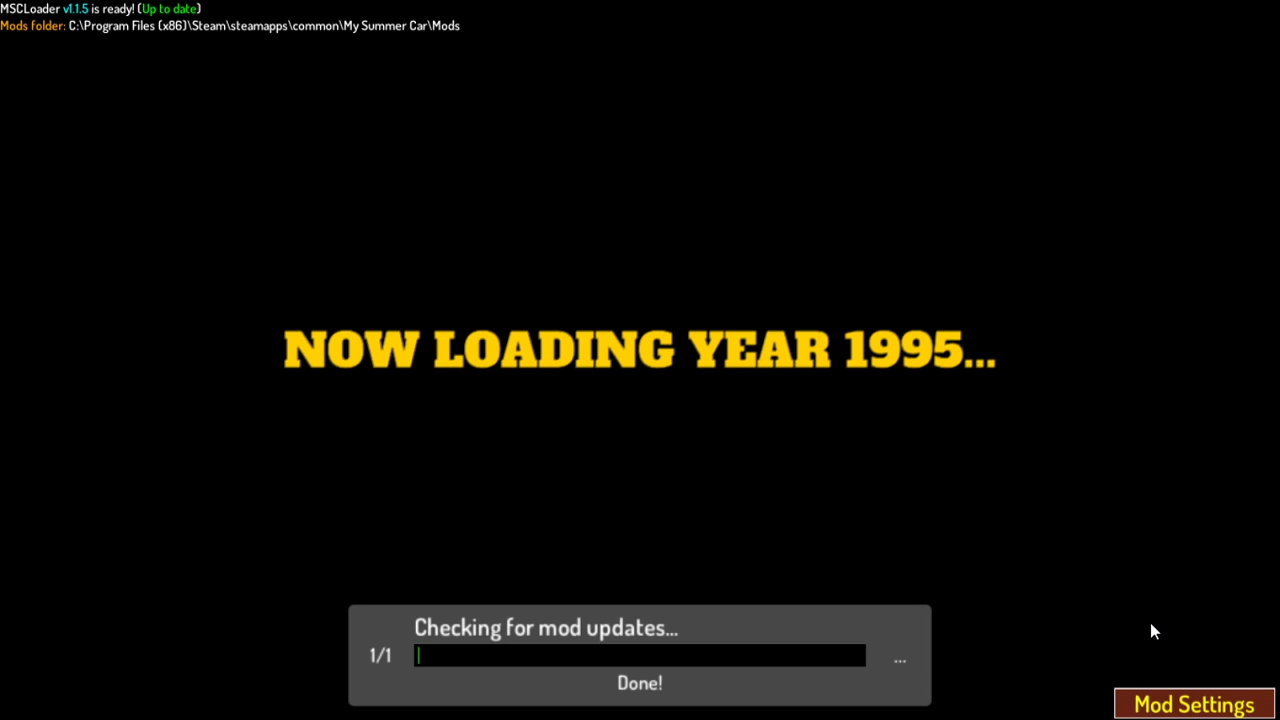 MSCLoader v1.1.5 is ready! (Up to date)
Mods folder: C:\Program Files (x86)\Steam\steamapps\common\My Summer Car\Mods
NOW LOADING YEAR 1995...
Checking for mod updates...
1/1
...
Done!
Mod Settings